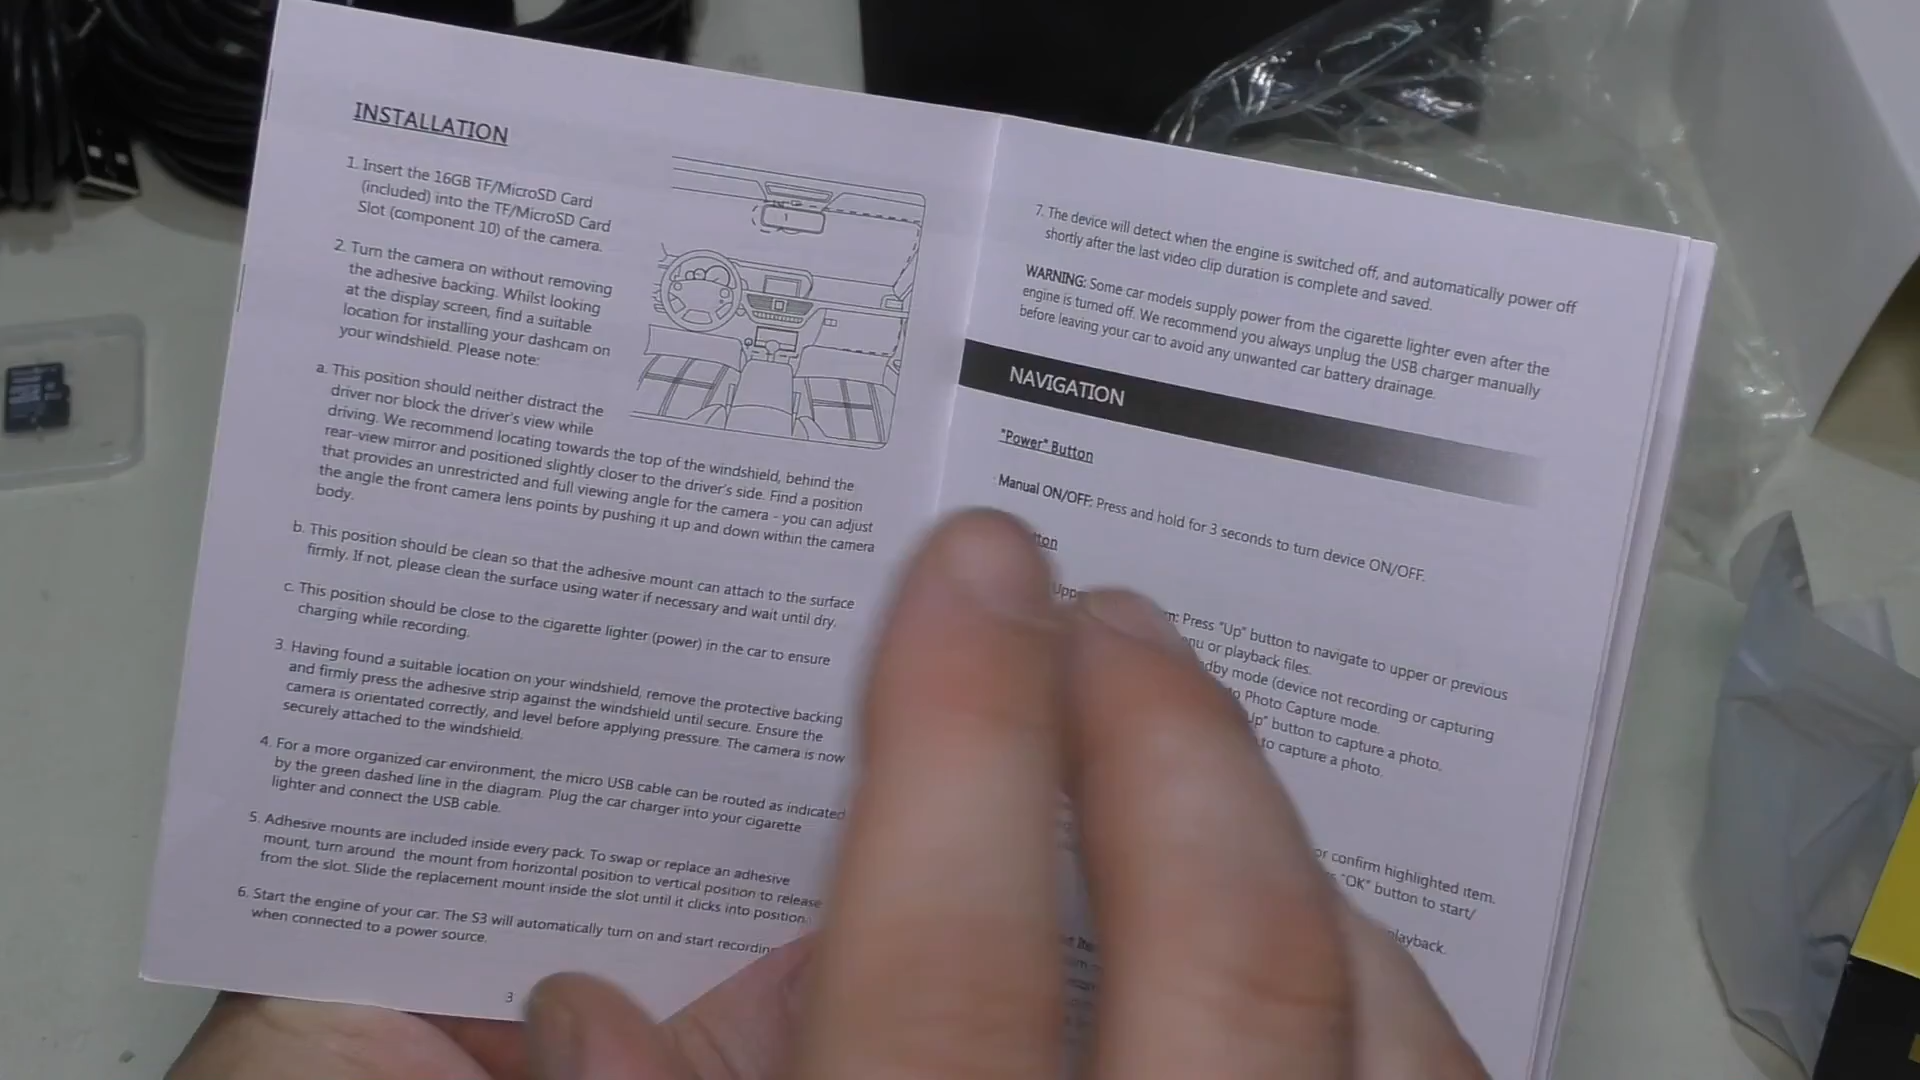 INSTALLATION
1. Insert the 16GB TF/MicroSD Card
(included) into the TF/MicroSD Card
Slot (component 10) of the camera.
2. Turn the camera on without removing
the adhesive backing. Whilst looking
at the display screen, find a suitable
location for installing your dashcam on
your windshield. Please note:
a. This position should neither distract the
driver nor block the driver's view while
driving. We recommend locating towards the top of the windshield, behind the
rear-view mirror and positioned slightly closer to the driver's side. Find a position
that provides an unrestricted and full viewing angle for the camera - you can adjust
the angle the front camera lens points by pushing it up and down within the camera
body.
b. This position should be clean so that the adhesive mount can attach to the surface
firmly. If not, please clean the surface using water if necessary and wait until dry.
c. This position should be close to the cigarette lighter (power) in the car to ensure
charging while recording.
3. Having found a suitable location on your windshield, remove the protective backing
and firmly press the adhesive strip against the windshield until secure. Ensure the
camera is orientated correctly, and level before applying pressure. The camera is now
securely attached to the windshield.
4. For a more organized car environment, the micro USB cable can be routed as indicated
by the green dashed line in the diagram. Plug the car charger into your cigarette
lighter and connect the USB cable.
5. Adhesive mounts are included inside every pack. To swap or replace an adhesive
mount, turn around the mount from horizontal position to vertical position to release
from the slot. Slide the replacement mount inside the slot until it clicks into position.
6. Start the engine of your car. The S3 will automatically turn on and start recording
when connected to a power source.
3
7. The device will detect when the engine is switched off, and automatically power off
shortly after the last video clip duration is complete and saved.
WARNING: Some car models supply power from the cigarette lighter even after the
engine is turned off. We recommend you always unplug the USB charger manually
before leaving your car to avoid any unwanted car battery drainage.
NAVIGATION
"Power" Button
Manual ON/OFF: Press and hold for 3 seconds to turn device ON/OFF.
Press "Up" button to navigate to upper or previous
or playback files.
mode (device not recording or capturing
Photo Capture mode.
button to capture a photo.
to capture a photo.
or confirm highlighted item.
"OK" button to start/
playback.